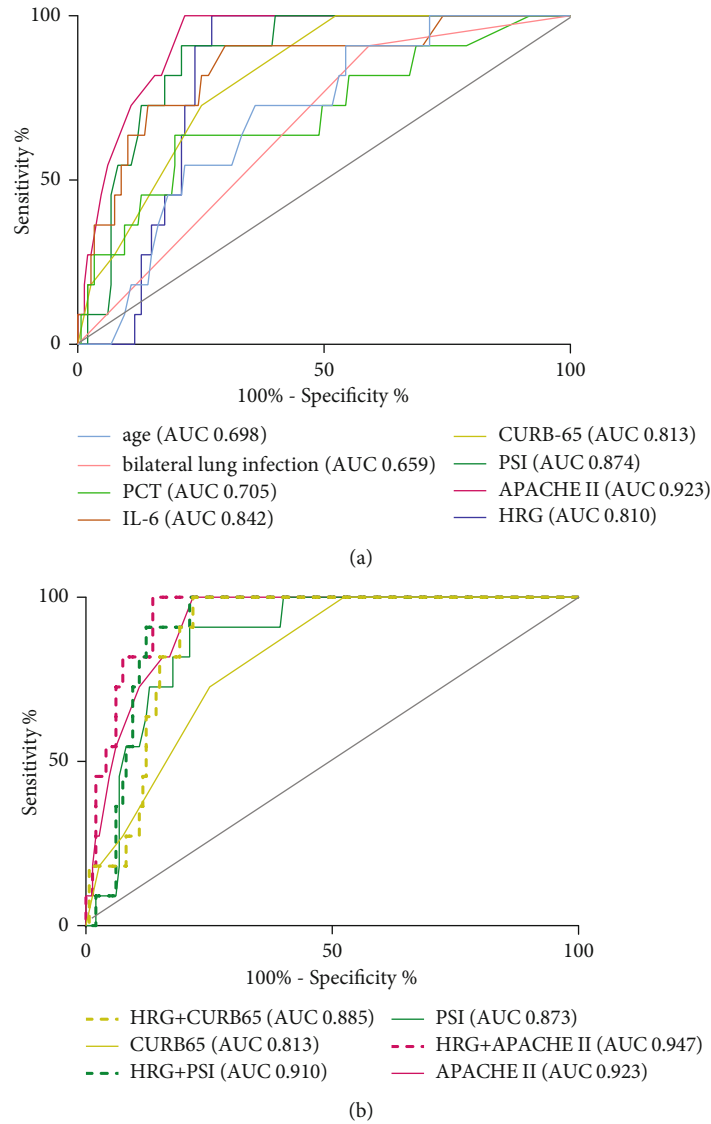 100
50
0
Sensitivity %
0
50
100
100% - Specificity %
age (AUC 0.698)
bilateral lung infection (AUC 0.659)
PCT (AUC 0.705)
IL-6 (AUC 0.842)
CURB-65 (AUC 0.813)
PSI (AUC 0.874)
APACHE II (AUC 0.923)
HRG (AUC 0.810)
(a)
100
50
0
Sensitivity %
0
50
100
100% - Specificity %
HRG+CURB65 (AUC 0.885)
CURB65 (AUC 0.813)
HRG+PSI (AUC 0.910)
PSI (AUC 0.873)
HRG+APACHE II (AUC 0.947)
APACHE II (AUC 0.923)
(b)